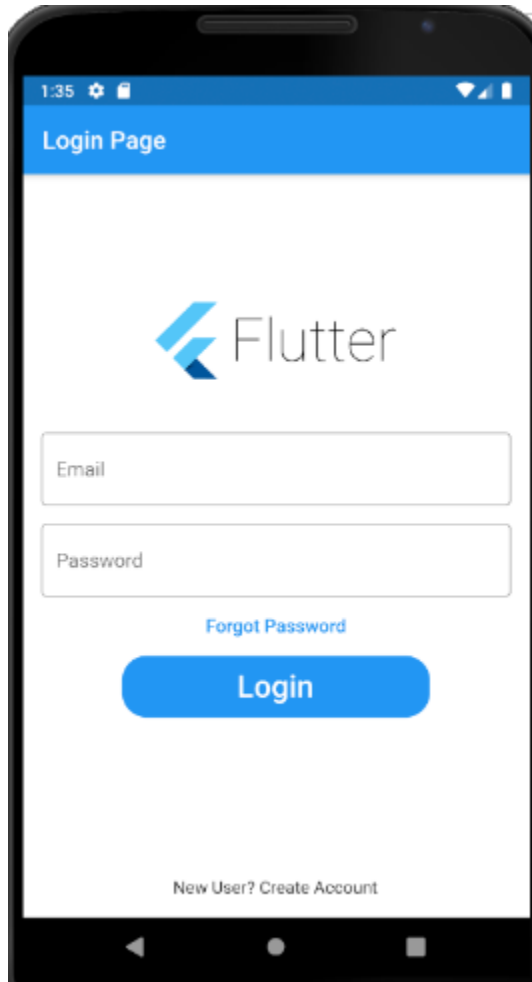 1:35
Login Page
Flutter
Email
Password
Forgot Password
Login
New User? Create Account